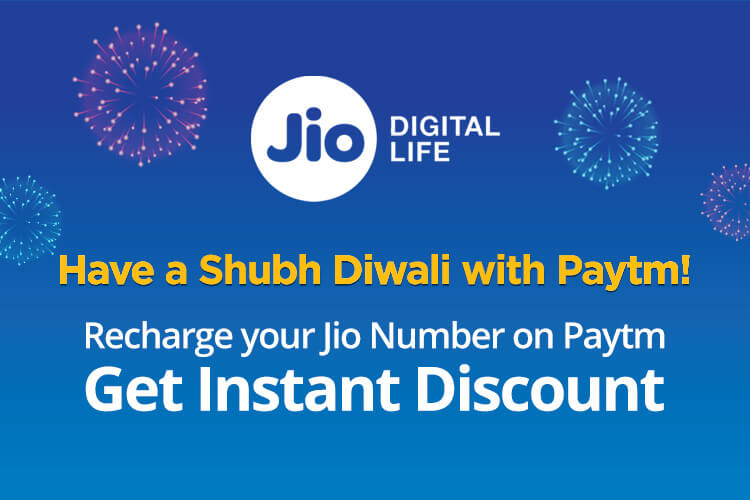 Jio
DIGITAL
LIFE
Have a Shubh Diwali with Paytm!
Recharge your Jio Number on Paytm
Get Instant Discount